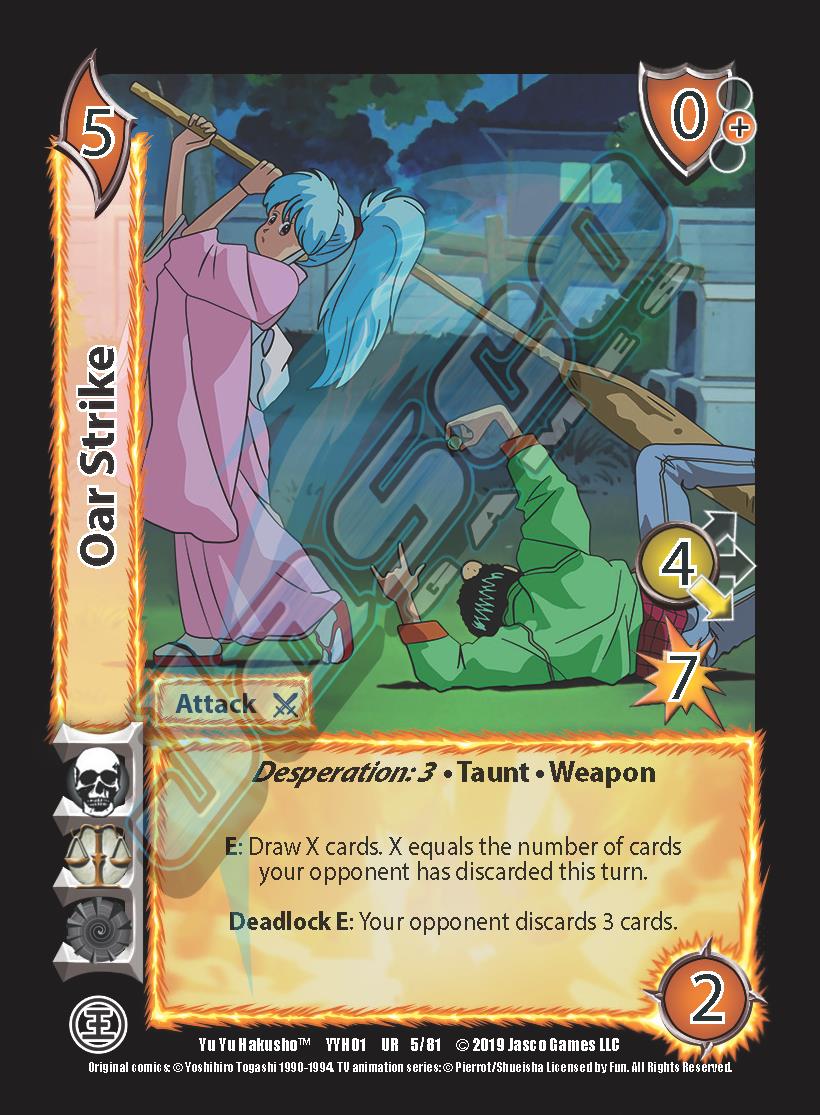 5
0
+
Oar Strike
4
7
Attack
Desperation: 3 • Taunt • Weapon
E: Draw X cards. X equals the number of cards
your opponent has discarded this turn.
Deadlock E: Your opponent discards 3 cards.
2
王
Yu Yu Hakusho™ YYH01 UR 5/81 © 2019 Jasco Games LLC
Original comics: © Yoshihiro Togashi 1990-1994. TV animation series: © Pierrot/Shueisha Licensed by Fun. All Rights Reserved.
JASCO
GAMES